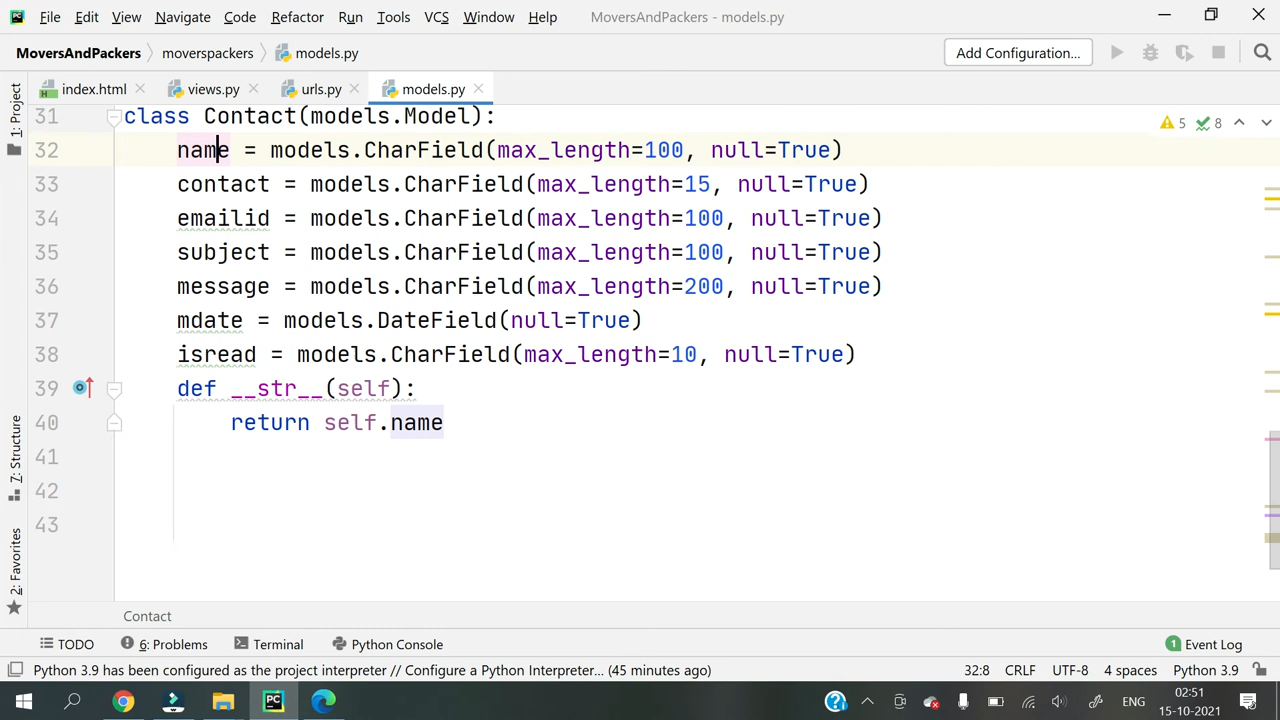 File Edit View Navigate Code Refactor Run Tools VCS Window Help MoversAndPackers - models.py
MoversAndPackers moverspackers models.py Add Configuration...
index.html views.py urls.py models.py
1: Project
7: Structure
2: Favorites
5 8
31 class Contact(models.Model):
32 name = models.CharField(max_length=100, null=True)
33 contact = models.CharField(max_length=15, null=True)
34 emailid = models.CharField(max_length=100, null=True)
35 subject = models.CharField(max_length=100, null=True)
36 message = models.CharField(max_length=200, null=True)
37 mdate = models.DateField(null=True)
38 isread = models.CharField(max_length=10, null=True)
39 def __str__(self):
40 return self.name
41
42
43
Contact
TODO 6: Problems Terminal Python Console 1 Event Log
Python 3.9 has been configured as the project interpreter // Configure a Python Interpreter... (45 minutes ago) 32:8 CRLF UTF-8 4 spaces Python 3.9
PC ENG 02:51
15-10-2021